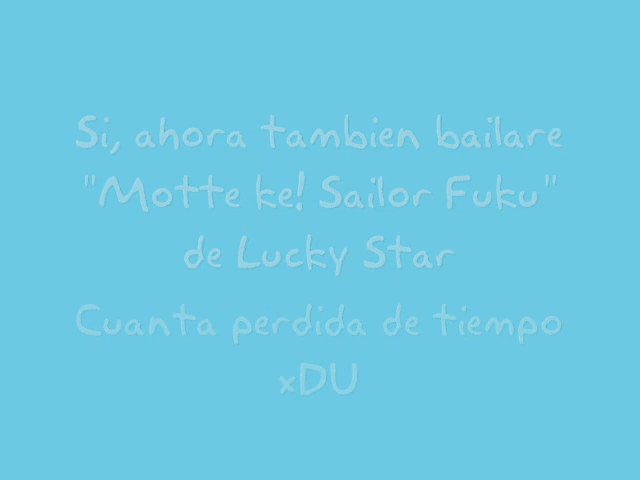 Si, ahora tambien bailare
"Motte ke! Sailor Fuku"
de Lucky Star
Cuanta perdida de tiempo
xDU